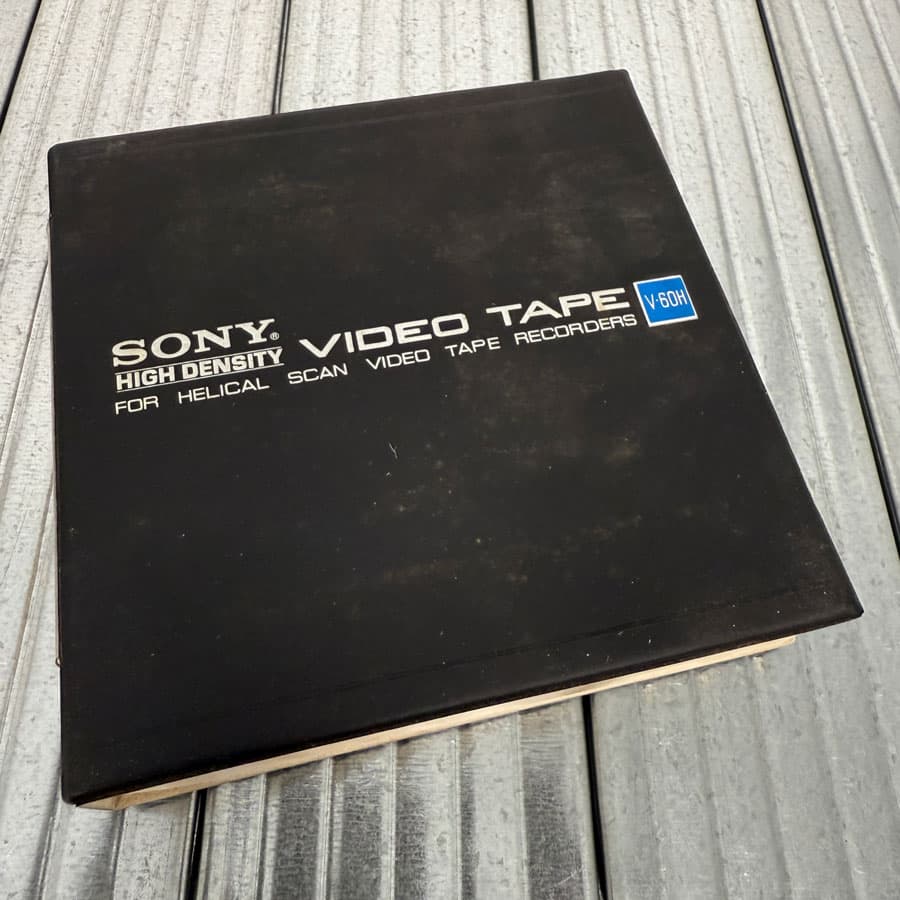 SONY®
HIGH DENSITY
VIDEO TAPE
V-60H
FOR HELICAL SCAN VIDEO TAPE RECORDERS